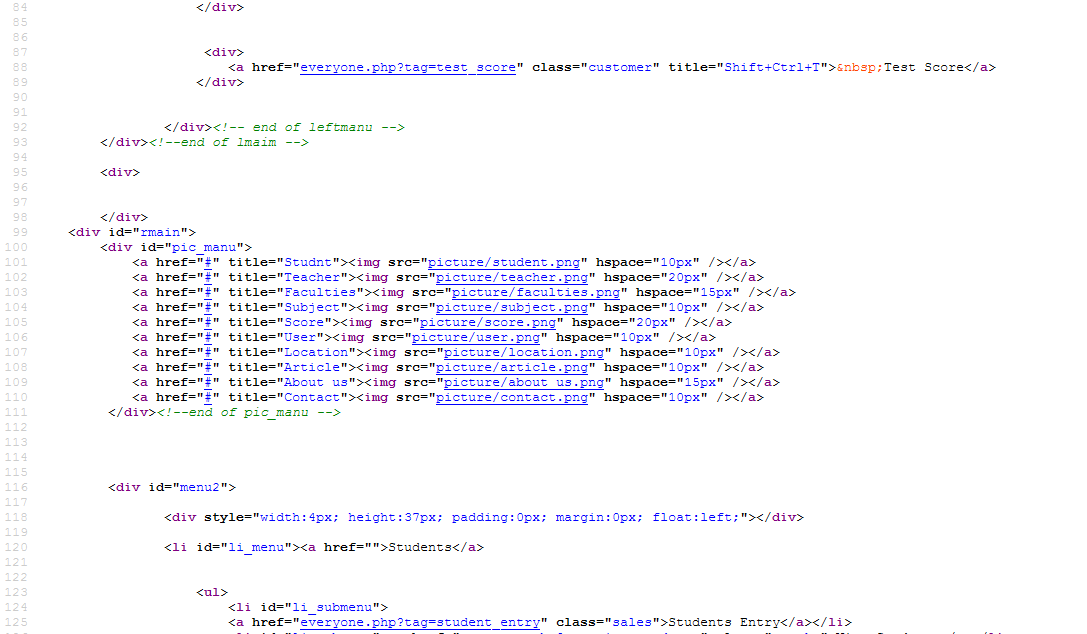 84 </div>
85
86
87 <div>
88 <a href="everyone.php?tag=test_score" class="customer" title="Shift+Ctrl+T">&nbsp;Test Score</a>
89 </div>
90
91
92 </div><!-- end of leftmanu -->
93 </div><!--end of lmaim -->
94
95 <div>
96
97
98 </div>
99 <div id="rmain">
100 <div id="pic_manu">
101 <a href="#" title="Studnt"><img src="picture/student.png" hspace="10px" /></a>
102 <a href="#" title="Teacher"><img src="picture/teacher.png" hspace="20px" /></a>
103 <a href="#" title="Faculties"><img src="picture/faculties.png" hspace="15px" /></a>
104 <a href="#" title="Subject"><img src="picture/subject.png" hspace="10px" /></a>
105 <a href="#" title="Score"><img src="picture/score.png" hspace="20px" /></a>
106 <a href="#" title="User"><img src="picture/user.png" hspace="10px" /></a>
107 <a href="#" title="Location"><img src="picture/location.png" hspace="10px" /></a>
108 <a href="#" title="Article"><img src="picture/article.png" hspace="10px" /></a>
109 <a href="#" title="About us"><img src="picture/about us.png" hspace="15px" /></a>
110 <a href="#" title="Contact"><img src="picture/contact.png" hspace="10px" /></a>
111 </div><!--end of pic_manu -->
112
113
114
115
116 <div id="menu2">
117
118 <div style="width:4px; height:37px; padding:0px; margin:0px; float:left;"></div>
119
120 <li id="li_menu"><a href="">Students</a>
121
122
123 <ul>
124 <li id="li_submenu">
125 <a href="everyone.php?tag=student_entry" class="sales">Students Entry</a></li>